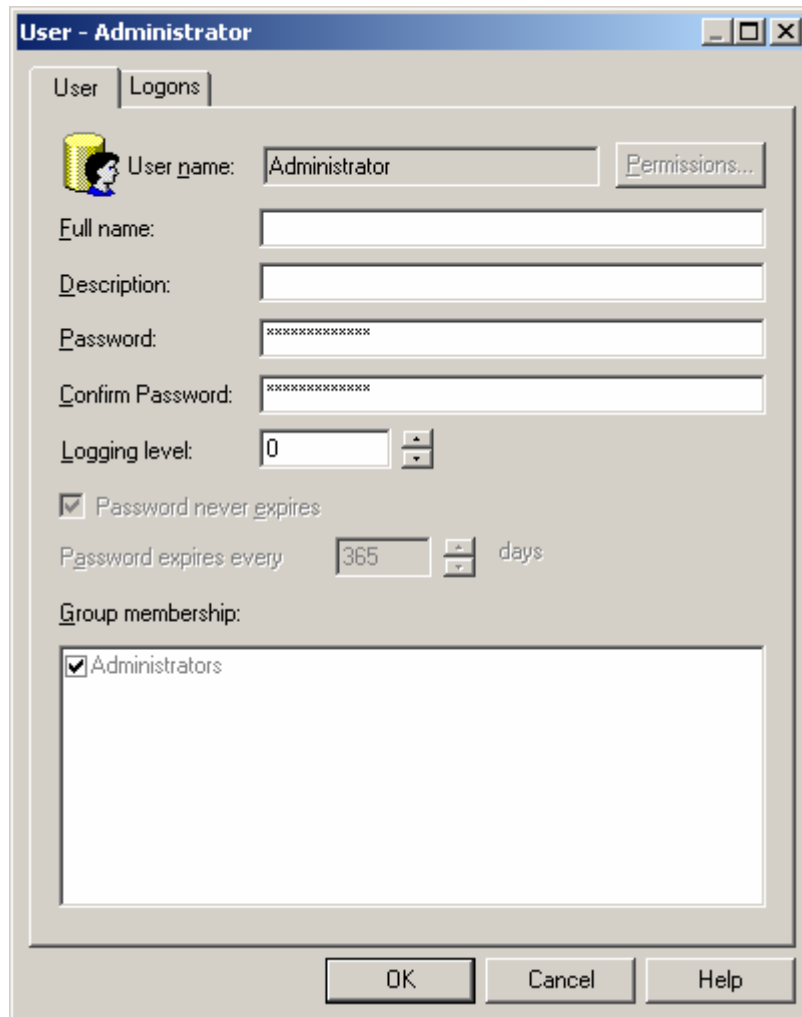 User - Administrator
User Logons
User name: Administrator Permissions...
Full name:
Description:
Password: *************
Confirm Password: *************
Logging level: 0
Password never expires
Password expires every 365 days
Group membership:
Administrators
OK Cancel Help